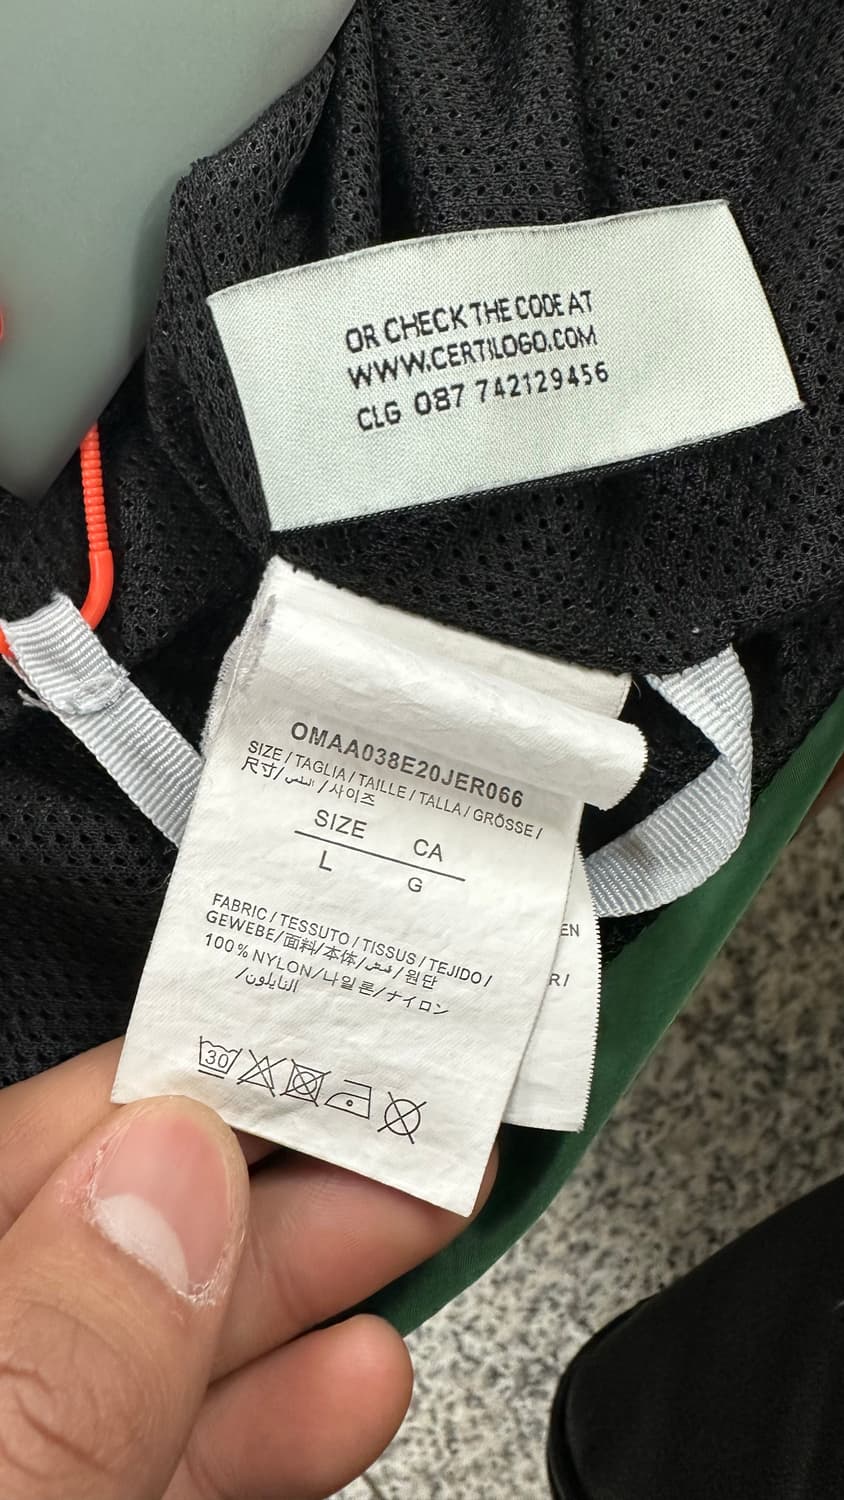 OR CHECK THE CODE AT
WWW.CERTILOGO.COM
CLG 087 742129456
OMAA038E20JER066
SIZE / TAGLIA / TAILLE / TALLA / GRÖSSE /
尺寸/ /사이즈
SIZE CA
L G
FABRIC / TESSUTO / TISSUS / TEJIDO /
GEWEBE/面料/本体/قماش/원단
100% NYLON/나일론/ナイロン
/النايلون
30
EN
R/